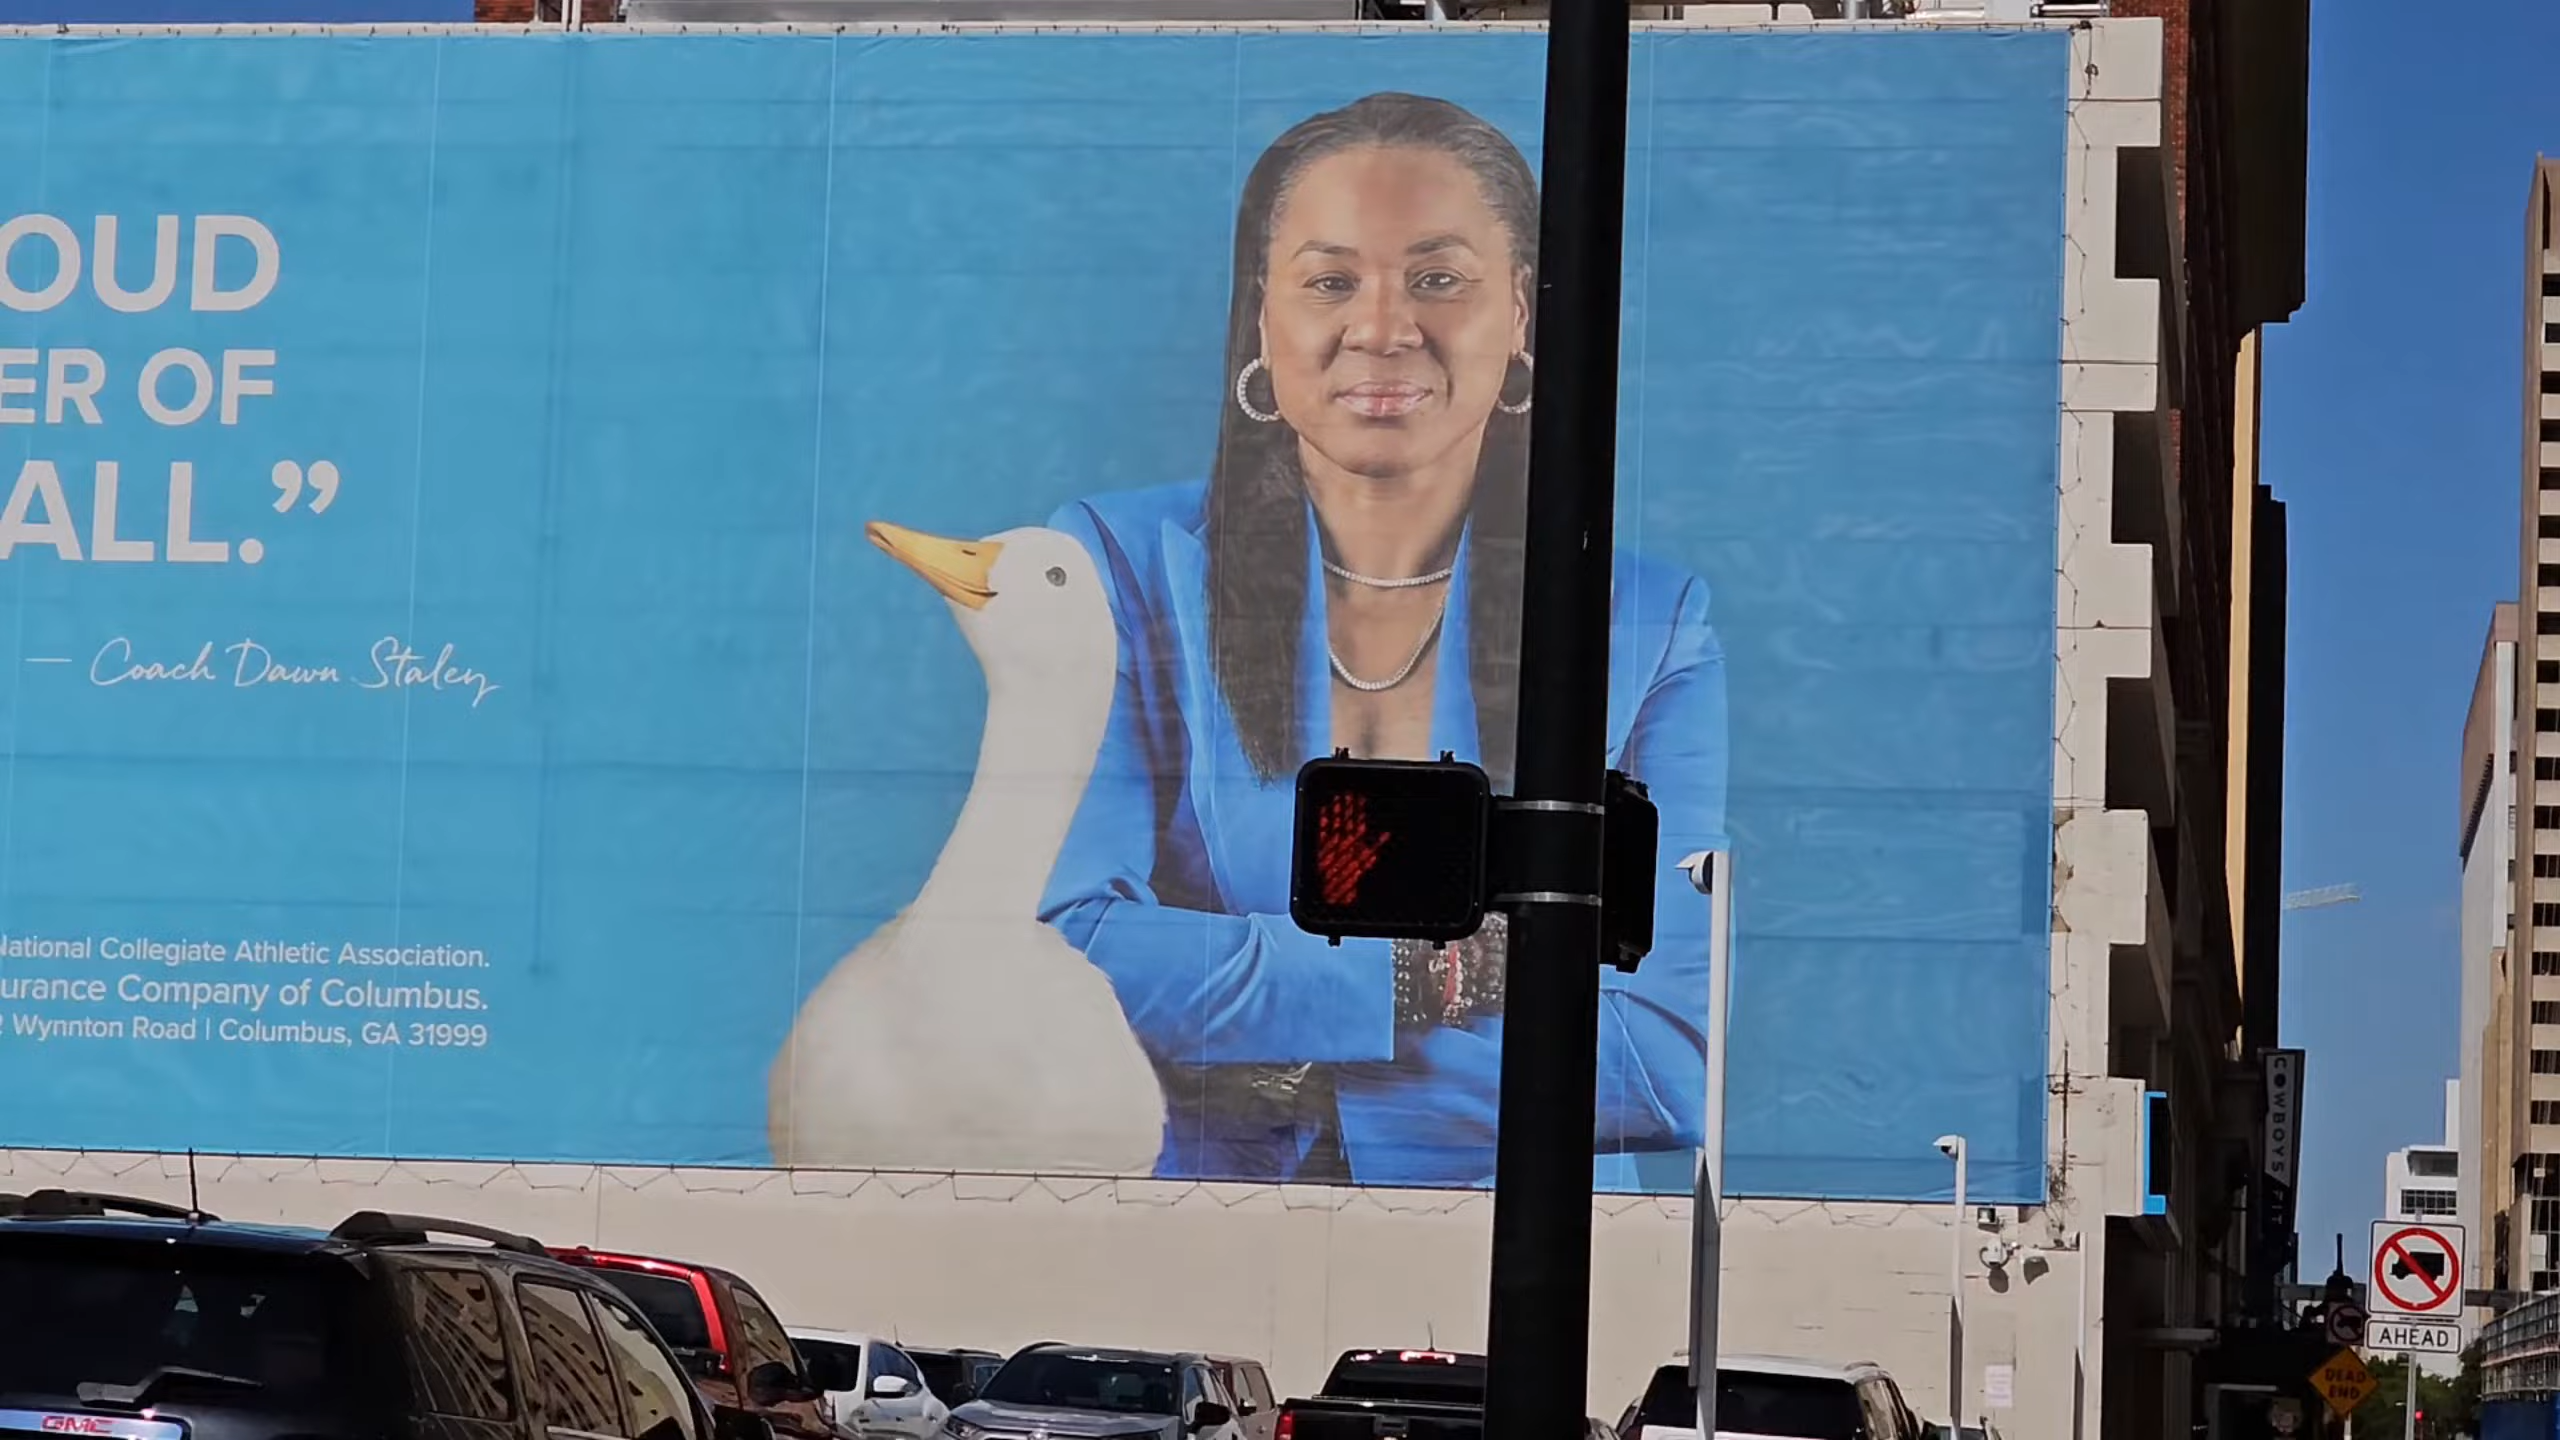 OUD
ER OF
ALL.”
— Coach Dawn Staley
National Collegiate Athletic Association.
urance Company of Columbus.
2 Wynnton Road | Columbus, GA 31999
COWBOYS FIT
AHEAD
DEAD
END
GMC